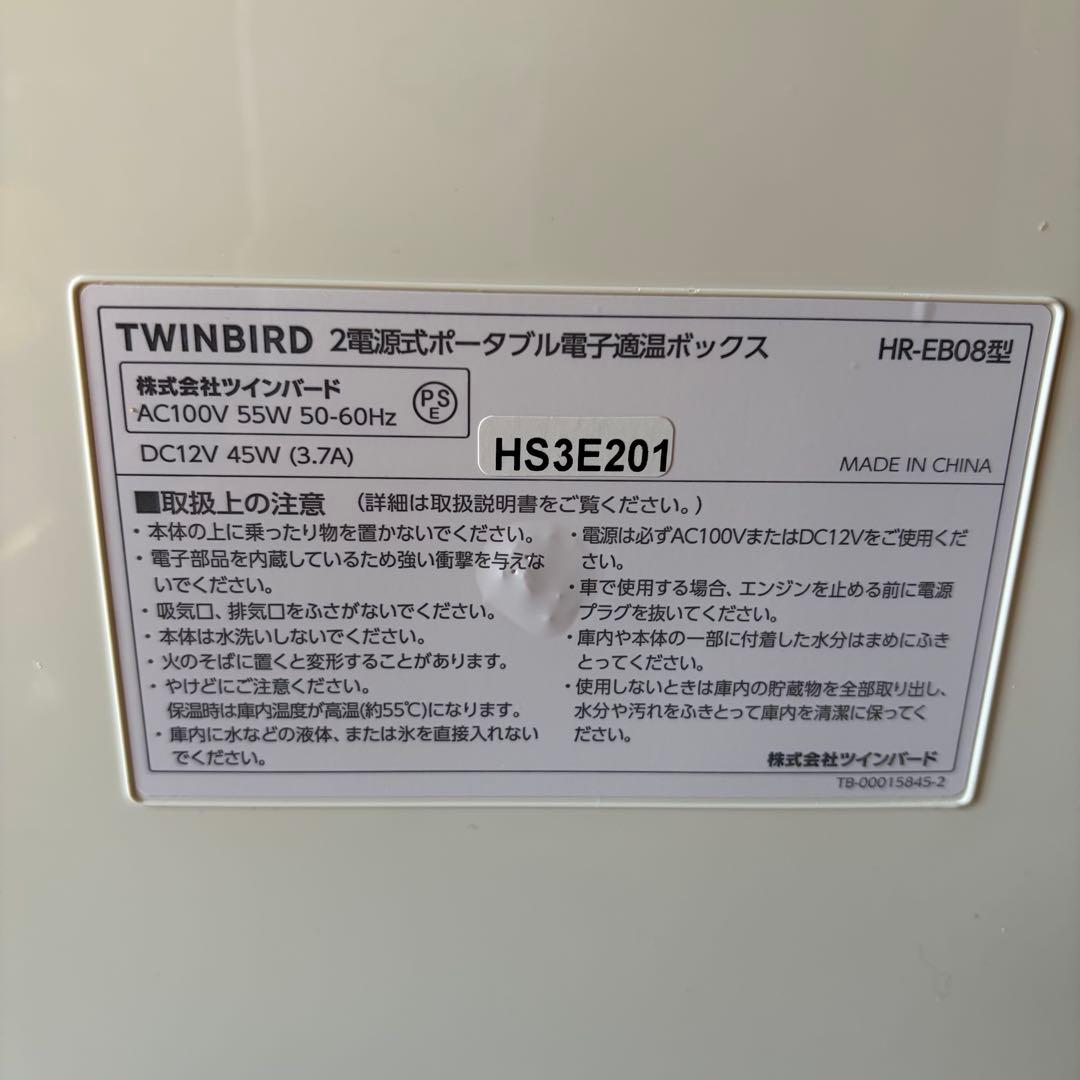 TWINBIRD 2電源式ポータブル電子適温ボックス HR-EB08型
株式会社ツインバード
AC100V 55W 50-60Hz
PS
E
DC12V 45W (3.7A)
HS3E201
MADE IN CHINA
■取扱上の注意 (詳細は取扱説明書をご覧ください。)
・本体の上に乗ったり物を置かないでください。
・電子部品を内蔵しているため強い衝撃を与えな
いでください。
・吸気口、排気口をふさがないでください。
・本体は水洗いしないでください。
・火のそばに置くと変形することがあります。
・やけどにご注意ください。
保温時は庫内温度が高温(約55℃)になります。
・庫内に水などの液体、または氷を直接入れない
でください。
・電源は必ずAC100VまたはDC12Vをご使用くだ
さい。
・車で使用する場合、エンジンを止める前に電源
プラグを抜いてください。
・庫内や本体の一部に付着した水分はまめにふき
とってください。
・使用しないときは庫内の貯蔵物を全部取り出し、
水分や汚れをふきとって庫内を清潔に保ってく
ださい。
株式会社ツインバード
TB-00015845-2